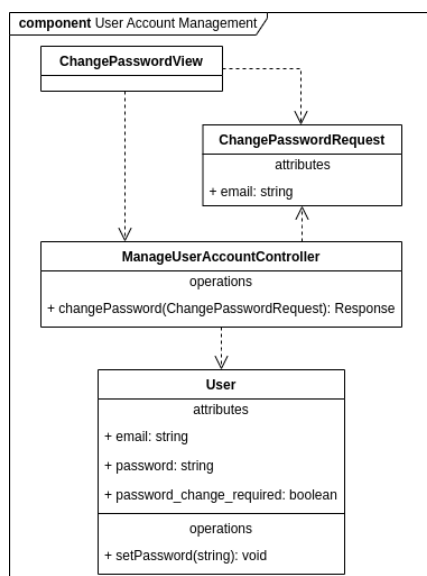 component User Account Management
ChangePasswordView
ChangePasswordRequest
attributes
+ email: string
ManageUserAccountController
operations
+ changePassword(ChangePasswordRequest): Response
User
attributes
+ email: string
+ password: string
+ password_change_required: boolean
operations
+ setPassword(string): void